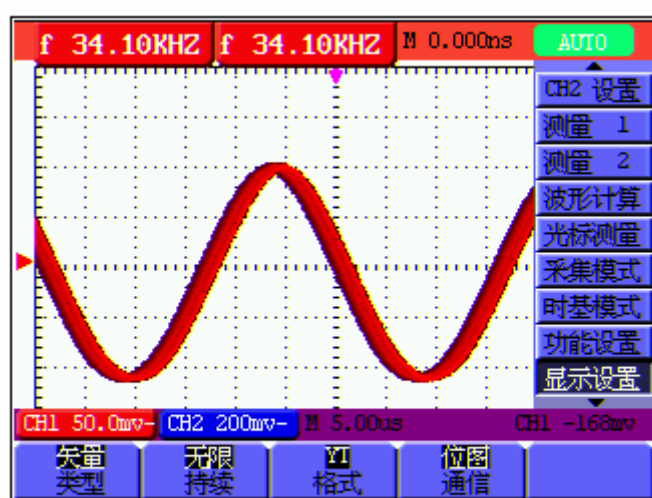 f 34.10KHZ f 34.10KHZ M 0.000ns AUTO
CH2 设置
测量 1
测量 2
波形计算
光标测量
采集模式
时基模式
功能设置
显示设置
CH1 50.0mv- CH2 200mv- M 5.00us CH1 -168mv
矢量 无限 YT 位图
类型 持续 格式 通信